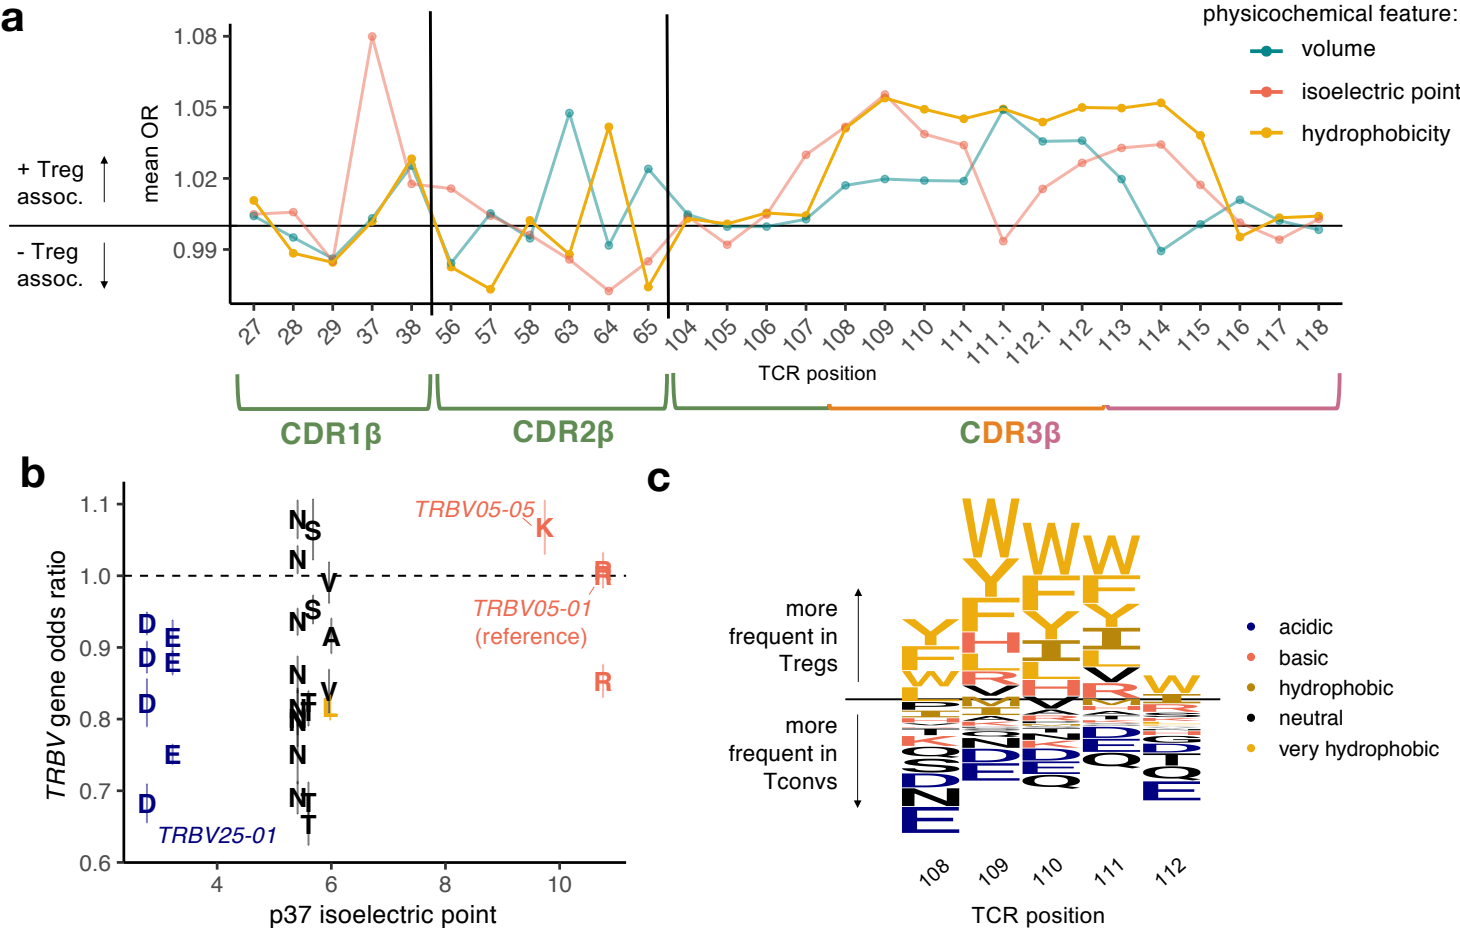 a
physicochemical feature:
volume
isoelectric point
hydrophobicity
mean OR
1.08
1.05
1.02
0.99
+ Treg
assoc.
- Treg
assoc.
27 28 29 37 38 56 57 58 63 64 65 104 105 106 107 108 109 110 111 111.1 112.1 112 113 114 115 116 117 118
TCR position
CDR1β CDR2β CDR3β
b
TRBV gene odds ratio
1.1
1.0
0.9
0.8
0.7
0.6
TRBV05-05
TRBV05-01
(reference)
TRBV25-01
D
D
D
D
E
E
E
N
N
N
N
N
N
N
S
S
T
T
T
V
V
A
L
K
R
R
R
4 6 8 10
p37 isoelectric point
c
more
frequent in
Tregs
more
frequent in
Tconvs
Y
F
W
L
K
Q
S
D
N
E
W
Y
F
H
L
R
V
N
D
E
W
F
Y
I
L
H
V
N
K
D
E
Q
W
F
Y
I
L
V
R
D
E
Q
W
R
G
D
T
Q
E
108 109 110 111 112
TCR position
acidic
basic
hydrophobic
neutral
very hydrophobic